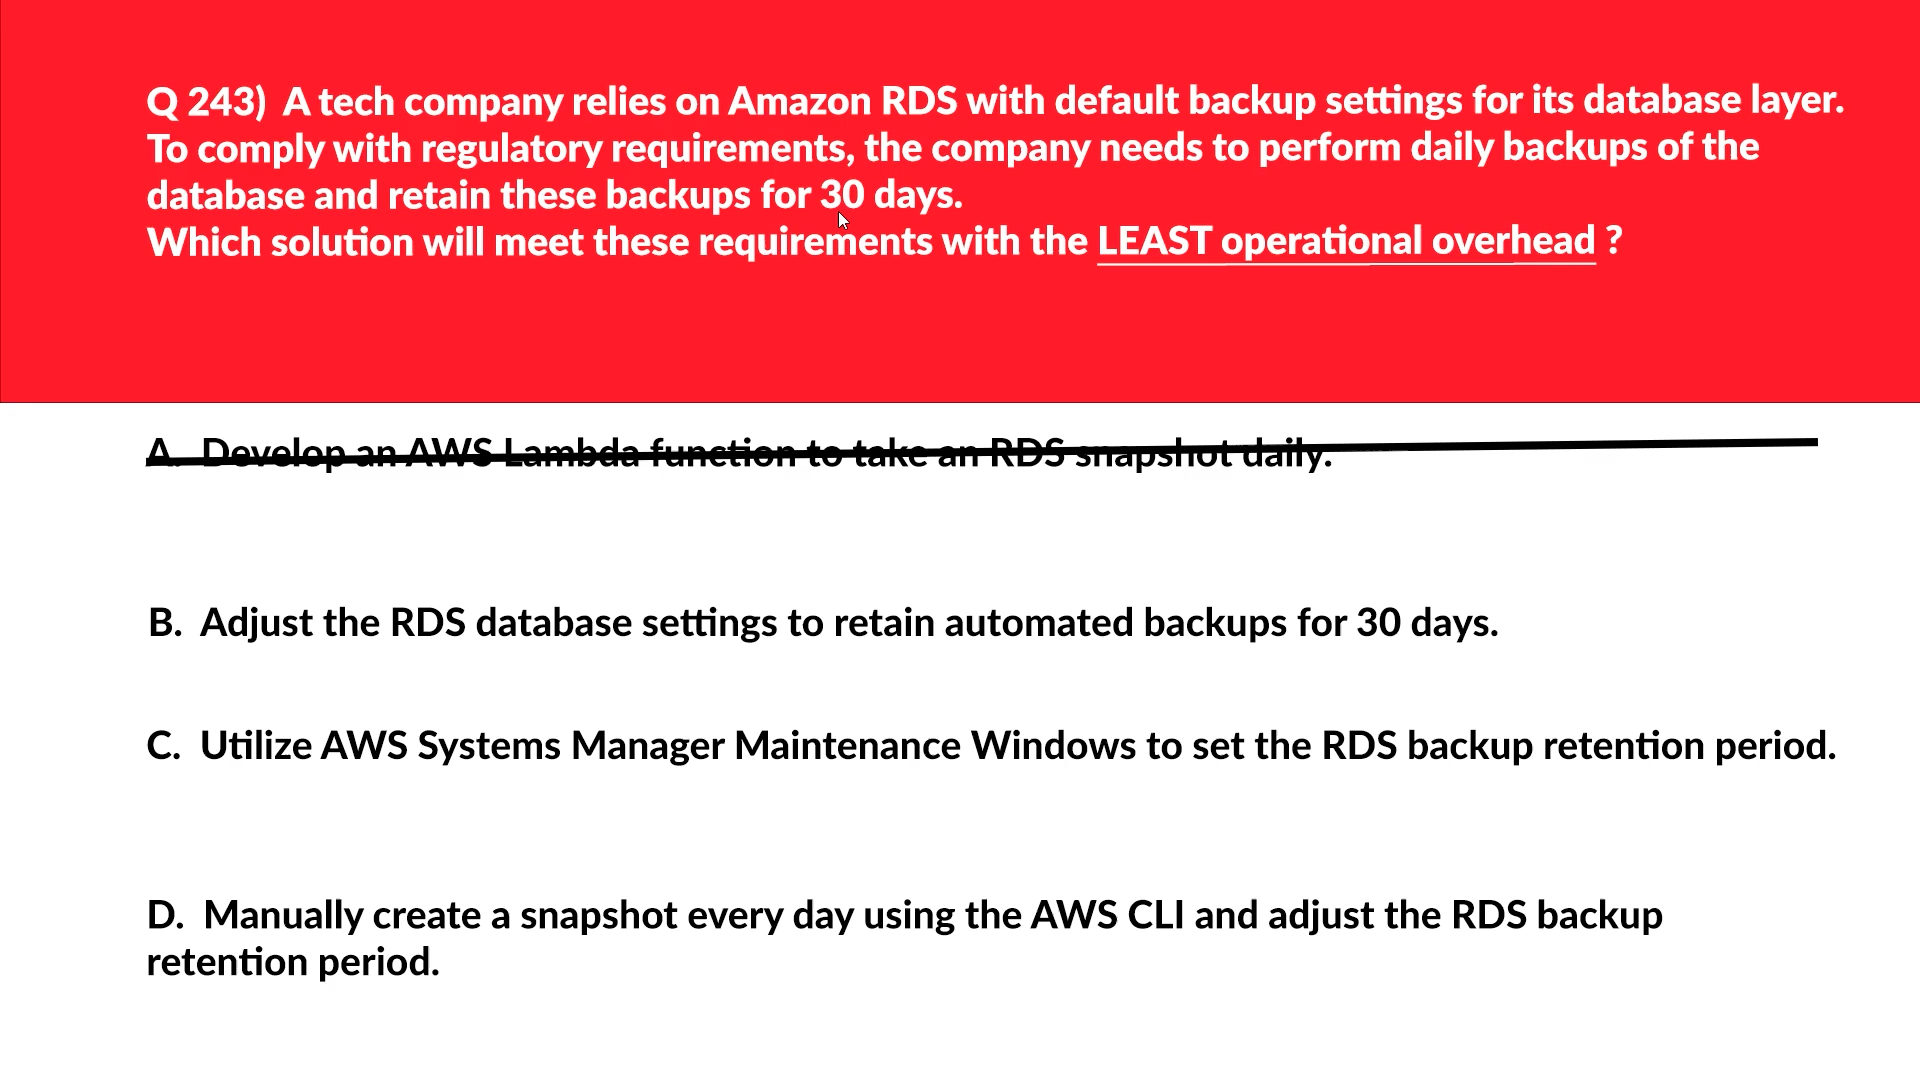 Q 243) A tech company relies on Amazon RDS with default backup settings for its database layer.
To comply with regulatory requirements, the company needs to perform daily backups of the
database and retain these backups for 30 days.
Which solution will meet these requirements with the LEAST operational overhead ?
A. Develop an AWS Lambda function to take an RDS snapshot daily.
B. Adjust the RDS database settings to retain automated backups for 30 days.
C. Utilize AWS Systems Manager Maintenance Windows to set the RDS backup retention period.
D. Manually create a snapshot every day using the AWS CLI and adjust the RDS backup
retention period.